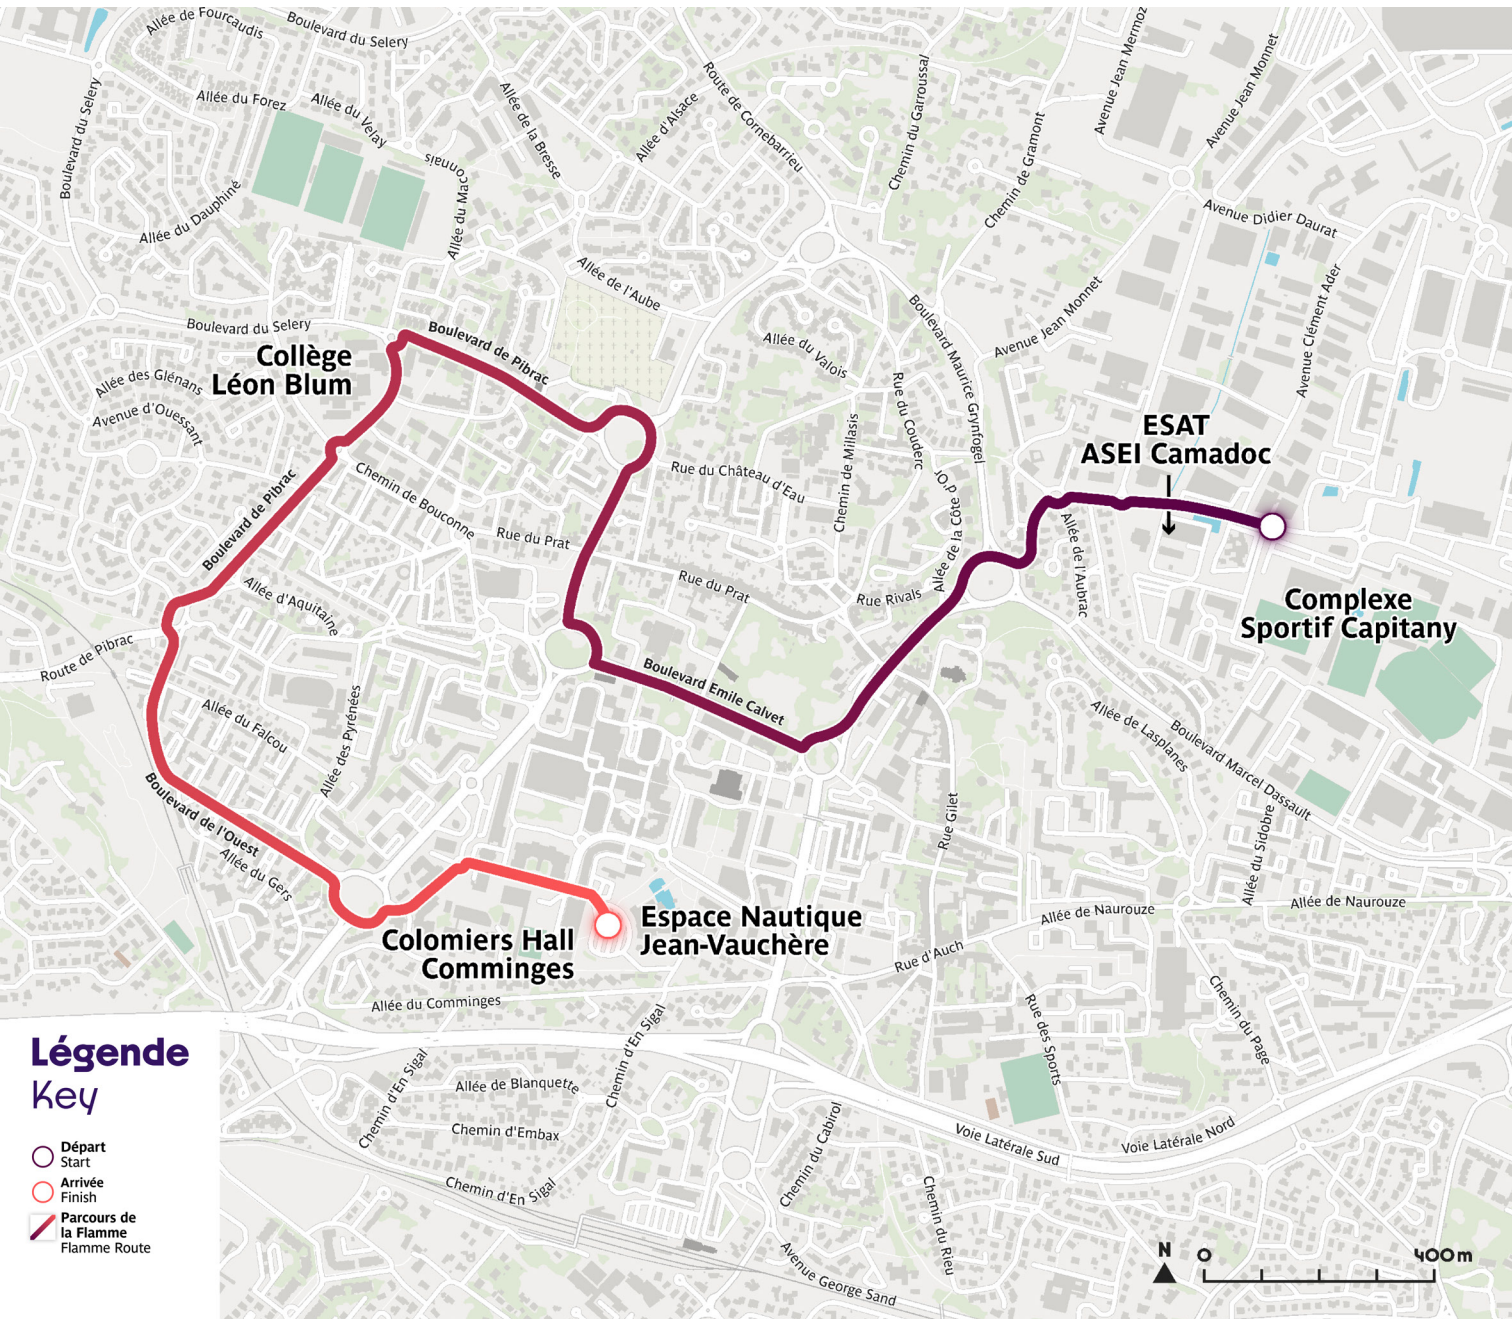 Allée de Fourcaudis
Boulevard du Selery
Boulevard du Selery
Allée du Forez
Allée du Velay
Allée de la Bresse
Allée d'Alsace
Route de Cornebarrieu
Chemin du Garroussal
Chemin de Gramont
Avenue Jean Mermoz
Avenue Jean Monnet
Allée du Maconnais
Allée du Dauphiné
Avenue Didier Daurat
Avenue Clément Ader
Allée de l'Aube
Avenue Jean Monnet
Boulevard Maurice Grynfogel
Boulevard du Selery
Boulevard de Pibrac
Allée du Valois
Collège
Léon Blum
Allée des Glénans
Avenue d'Ouessant
Rue du Couderc
Chemin de Millasis
ESAT
ASEI Camadoc
Rue du Château d'Eau
Allée de la Côte d'Or
Boulevard de Pibrac
Chemin de Bouconne
Rue du Prat
Rue du Prat
Rue Rivals
Allée de l'Aubrac
Allée d'Aquitaine
Complexe
Sportif Capitany
Route de Pibrac
Boulevard Emile Calvet
Allée du Falcou
Allée des Pyrénées
Allée de Lasplanes
Boulevard Marcel Dassault
Boulevard de l'Ouest
Allée du Gers
Rue Gilet
Allée du Sidobre
Allée de Naurouze
Allée de Naurouze
Espace Nautique
Jean-Vauchère
Colomiers Hall
Comminges
Rue d'Auch
Allée du Comminges
Chemin d'En Sigal
Chemin d'En Sigal
Rue des Sports
Chemin du Page
Allée de Blanquette
Chemin d'Embax
Chemin d'En Sigal
Chemin du Cabirol
Voie Latérale Sud
Voie Latérale Nord
Chemin du Rieu
Avenue George Sand
Légende
Key
Départ
Start
Arrivée
Finish
Parcours de
la Flamme
Flamme Route
N
0 400 m